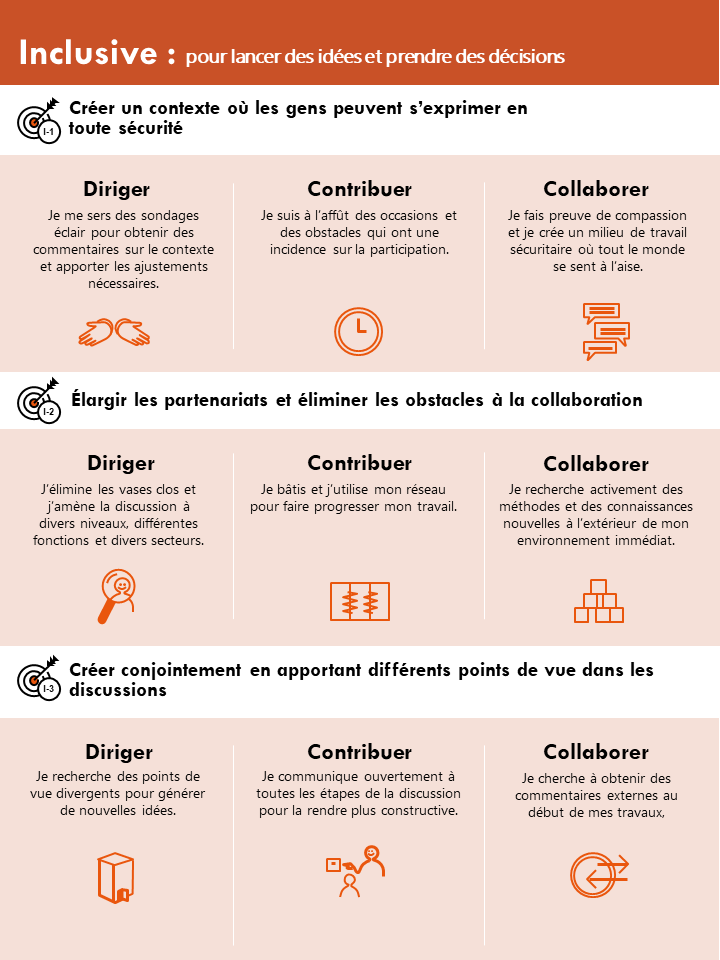 Inclusive : pour lancer des idées et prendre des décisions
I-1
Créer un contexte où les gens peuvent s’exprimer en
toute sécurité
Diriger
Je me sers des sondages
éclair pour obtenir des
commentaires sur le contexte
et apporter les ajustements
nécessaires.
Contribuer
Je suis à l’affût des occasions et
des obstacles qui ont une
incidence sur la participation.
Collaborer
Je fais preuve de compassion
et je crée un milieu de travail
sécuritaire où tout le monde
se sent à l’aise.
I-2
Élargir les partenariats et éliminer les obstacles à la collaboration
Diriger
J’élimine les vases clos et
j’amène la discussion à
divers niveaux, différentes
fonctions et divers secteurs.
Contribuer
Je bâtis et j’utilise mon réseau
pour faire progresser mon travail.
Collaborer
Je recherche activement des
méthodes et des connaissances
nouvelles à l’extérieur de mon
environnement immédiat.
I-3
Créer conjointement en apportant différents points de vue dans les
discussions
Diriger
Je recherche des points de
vue divergents pour générer
de nouvelles idées.
Contribuer
Je communique ouvertement à
toutes les étapes de la discussion
pour la rendre plus constructive.
Collaborer
Je cherche à obtenir des
commentaires externes au
début de mes travaux,